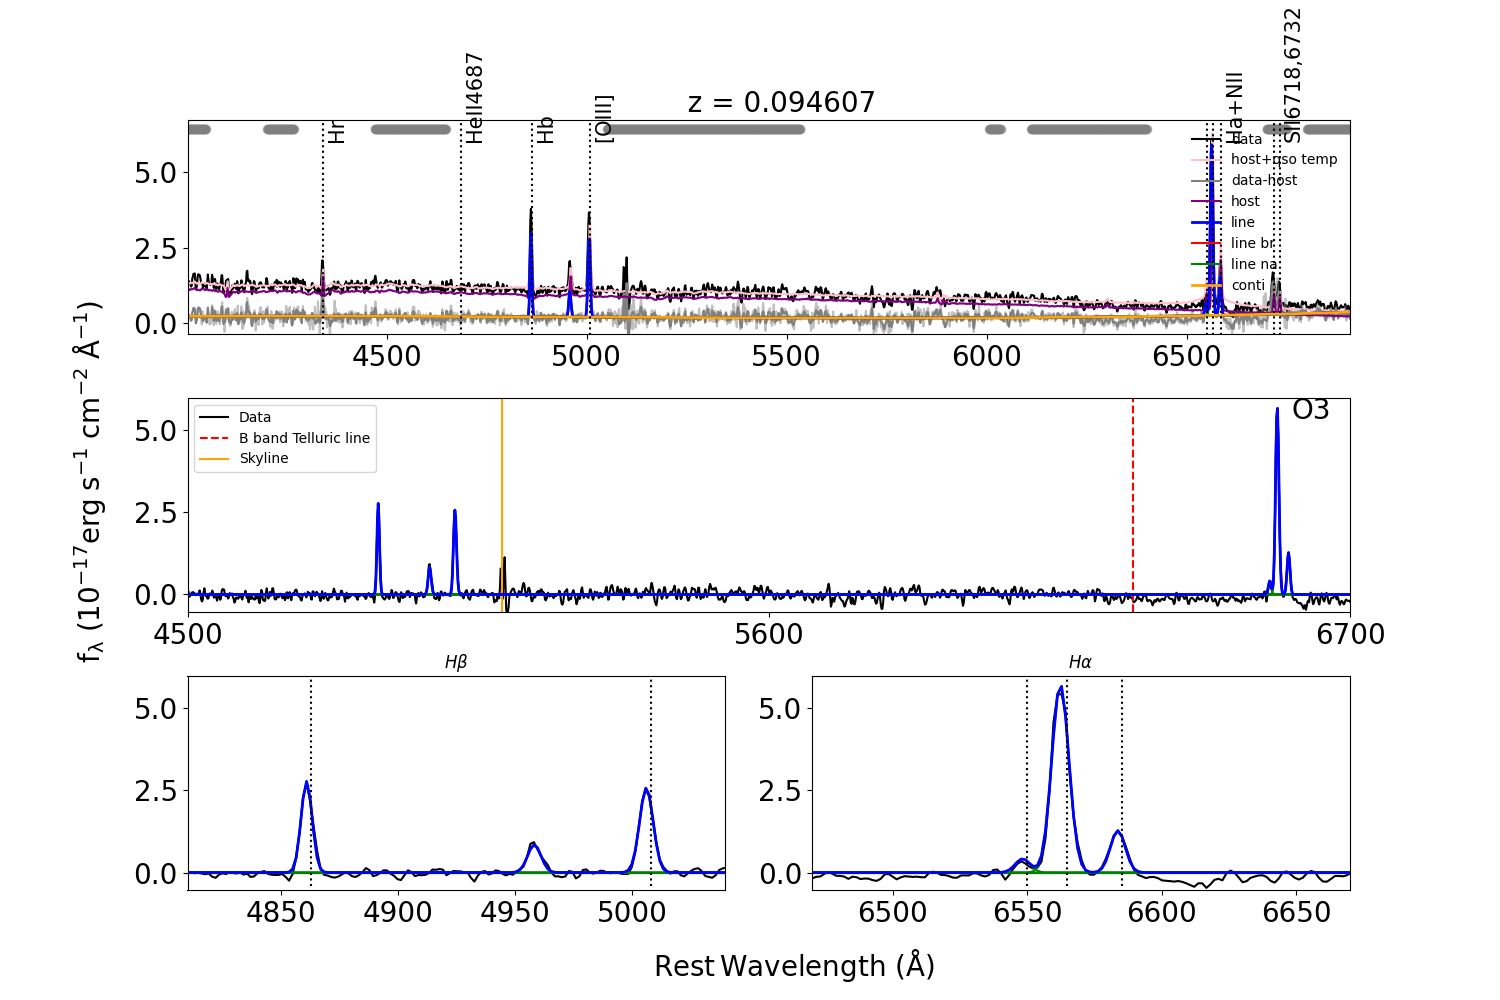 z = 0.094607
Hr
HeII4687
Hb
[OIII]
Ha+NII
SII6718,6732
5.0
2.5
0.0
data
host+qso temp
data-host
host
line
line br
line na
conti
4500 5000 5500 6000 6500
fλ (10⁻¹⁷erg s⁻¹ cm⁻² Å⁻¹)
5.0
2.5
0.0
Data
B band Telluric line
Skyline
O3
4500 5600 6700
Hβ
5.0
2.5
0.0
4850 4900 4950 5000
Hα
5.0
2.5
0.0
6500 6550 6600 6650
Rest Wavelength (Å)